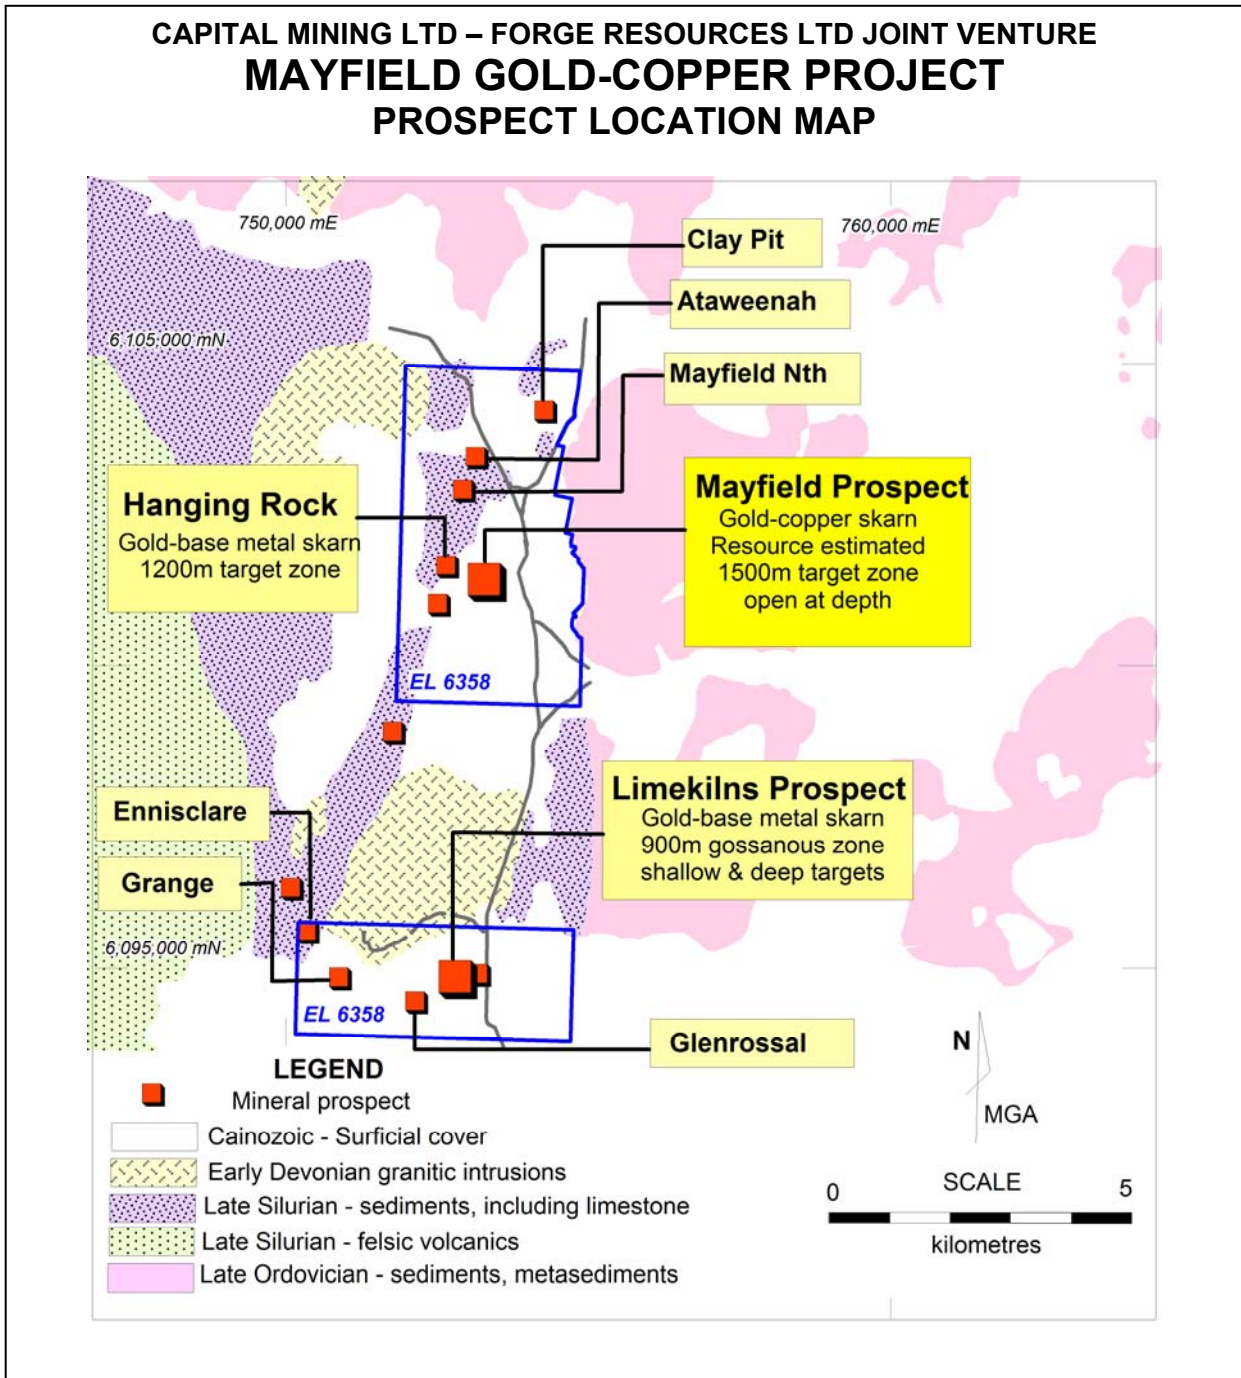 CAPITAL MINING LTD – FORGE RESOURCES LTD JOINT VENTURE
MAYFIELD GOLD-COPPER PROJECT
PROSPECT LOCATION MAP
750,000 mE
760,000 mE
Clay Pit
Ataweenah
6,105,000 mN
Mayfield Nth
Hanging Rock
Gold-base metal skarn
1200m target zone
Mayfield Prospect
Gold-copper skarn
Resource estimated
1500m target zone
open at depth
EL 6358
Limekilns Prospect
Gold-base metal skarn
900m gossanous zone
shallow & deep targets
Ennisclare
Grange
6,095,000 mN
EL 6358
Glenrossal
N
MGA
LEGEND
Mineral prospect
Cainozoic - Surficial cover
Early Devonian granitic intrusions
Late Silurian - sediments, including limestone
Late Silurian - felsic volcanics
Late Ordovician - sediments, metasediments
0 SCALE 5
kilometres